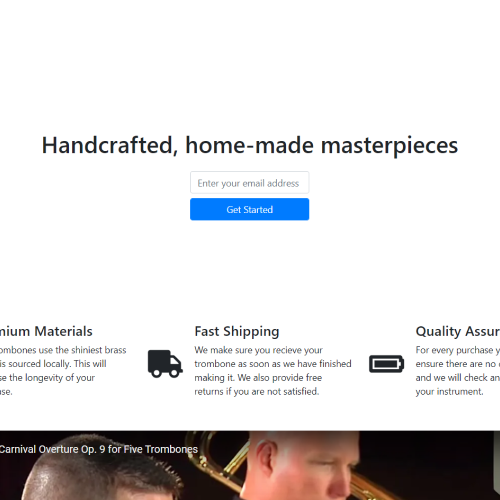 Handcrafted, home-made masterpieces
Enter your email address
Get Started
mium Materials
ombones use the shiniest brass
is sourced locally. This will
se the longevity of your
se.
Fast Shipping
We make sure you recieve your
trombone as soon as we have finished
making it. We also provide free
returns if you are not satisfied.
Quality Assur
For every purchase y
ensure there are no
and we will check an
your instrument.
Carnival Overture Op. 9 for Five Trombones